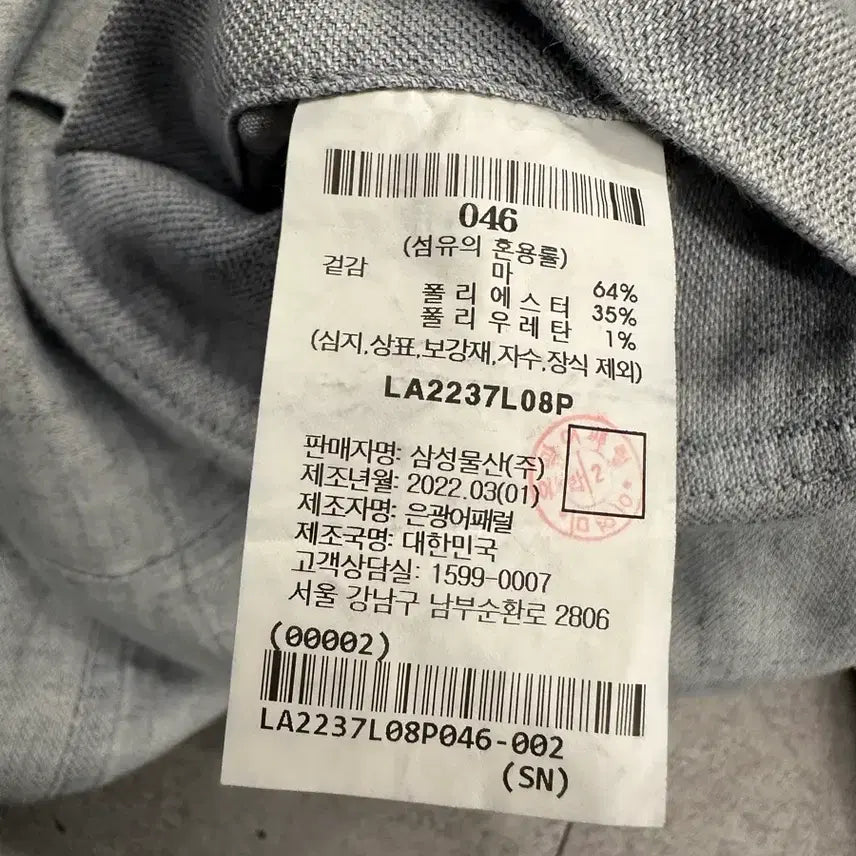 046
(섬유의 혼용률)
겉감 마 64%
폴리에스터 35%
폴리우레탄 1%
(심지,상표,보강재,자수,장식 제외)
LA2237L08P
판매자명: 삼성물산(주)
제조년월: 2022.03(01)
제조자명: 은광어패럴
제조국명: 대한민국
고객상담실: 1599-0007
서울 강남구 남부순환로 2806
(00002)
LA2237L08P046-002
(SN)